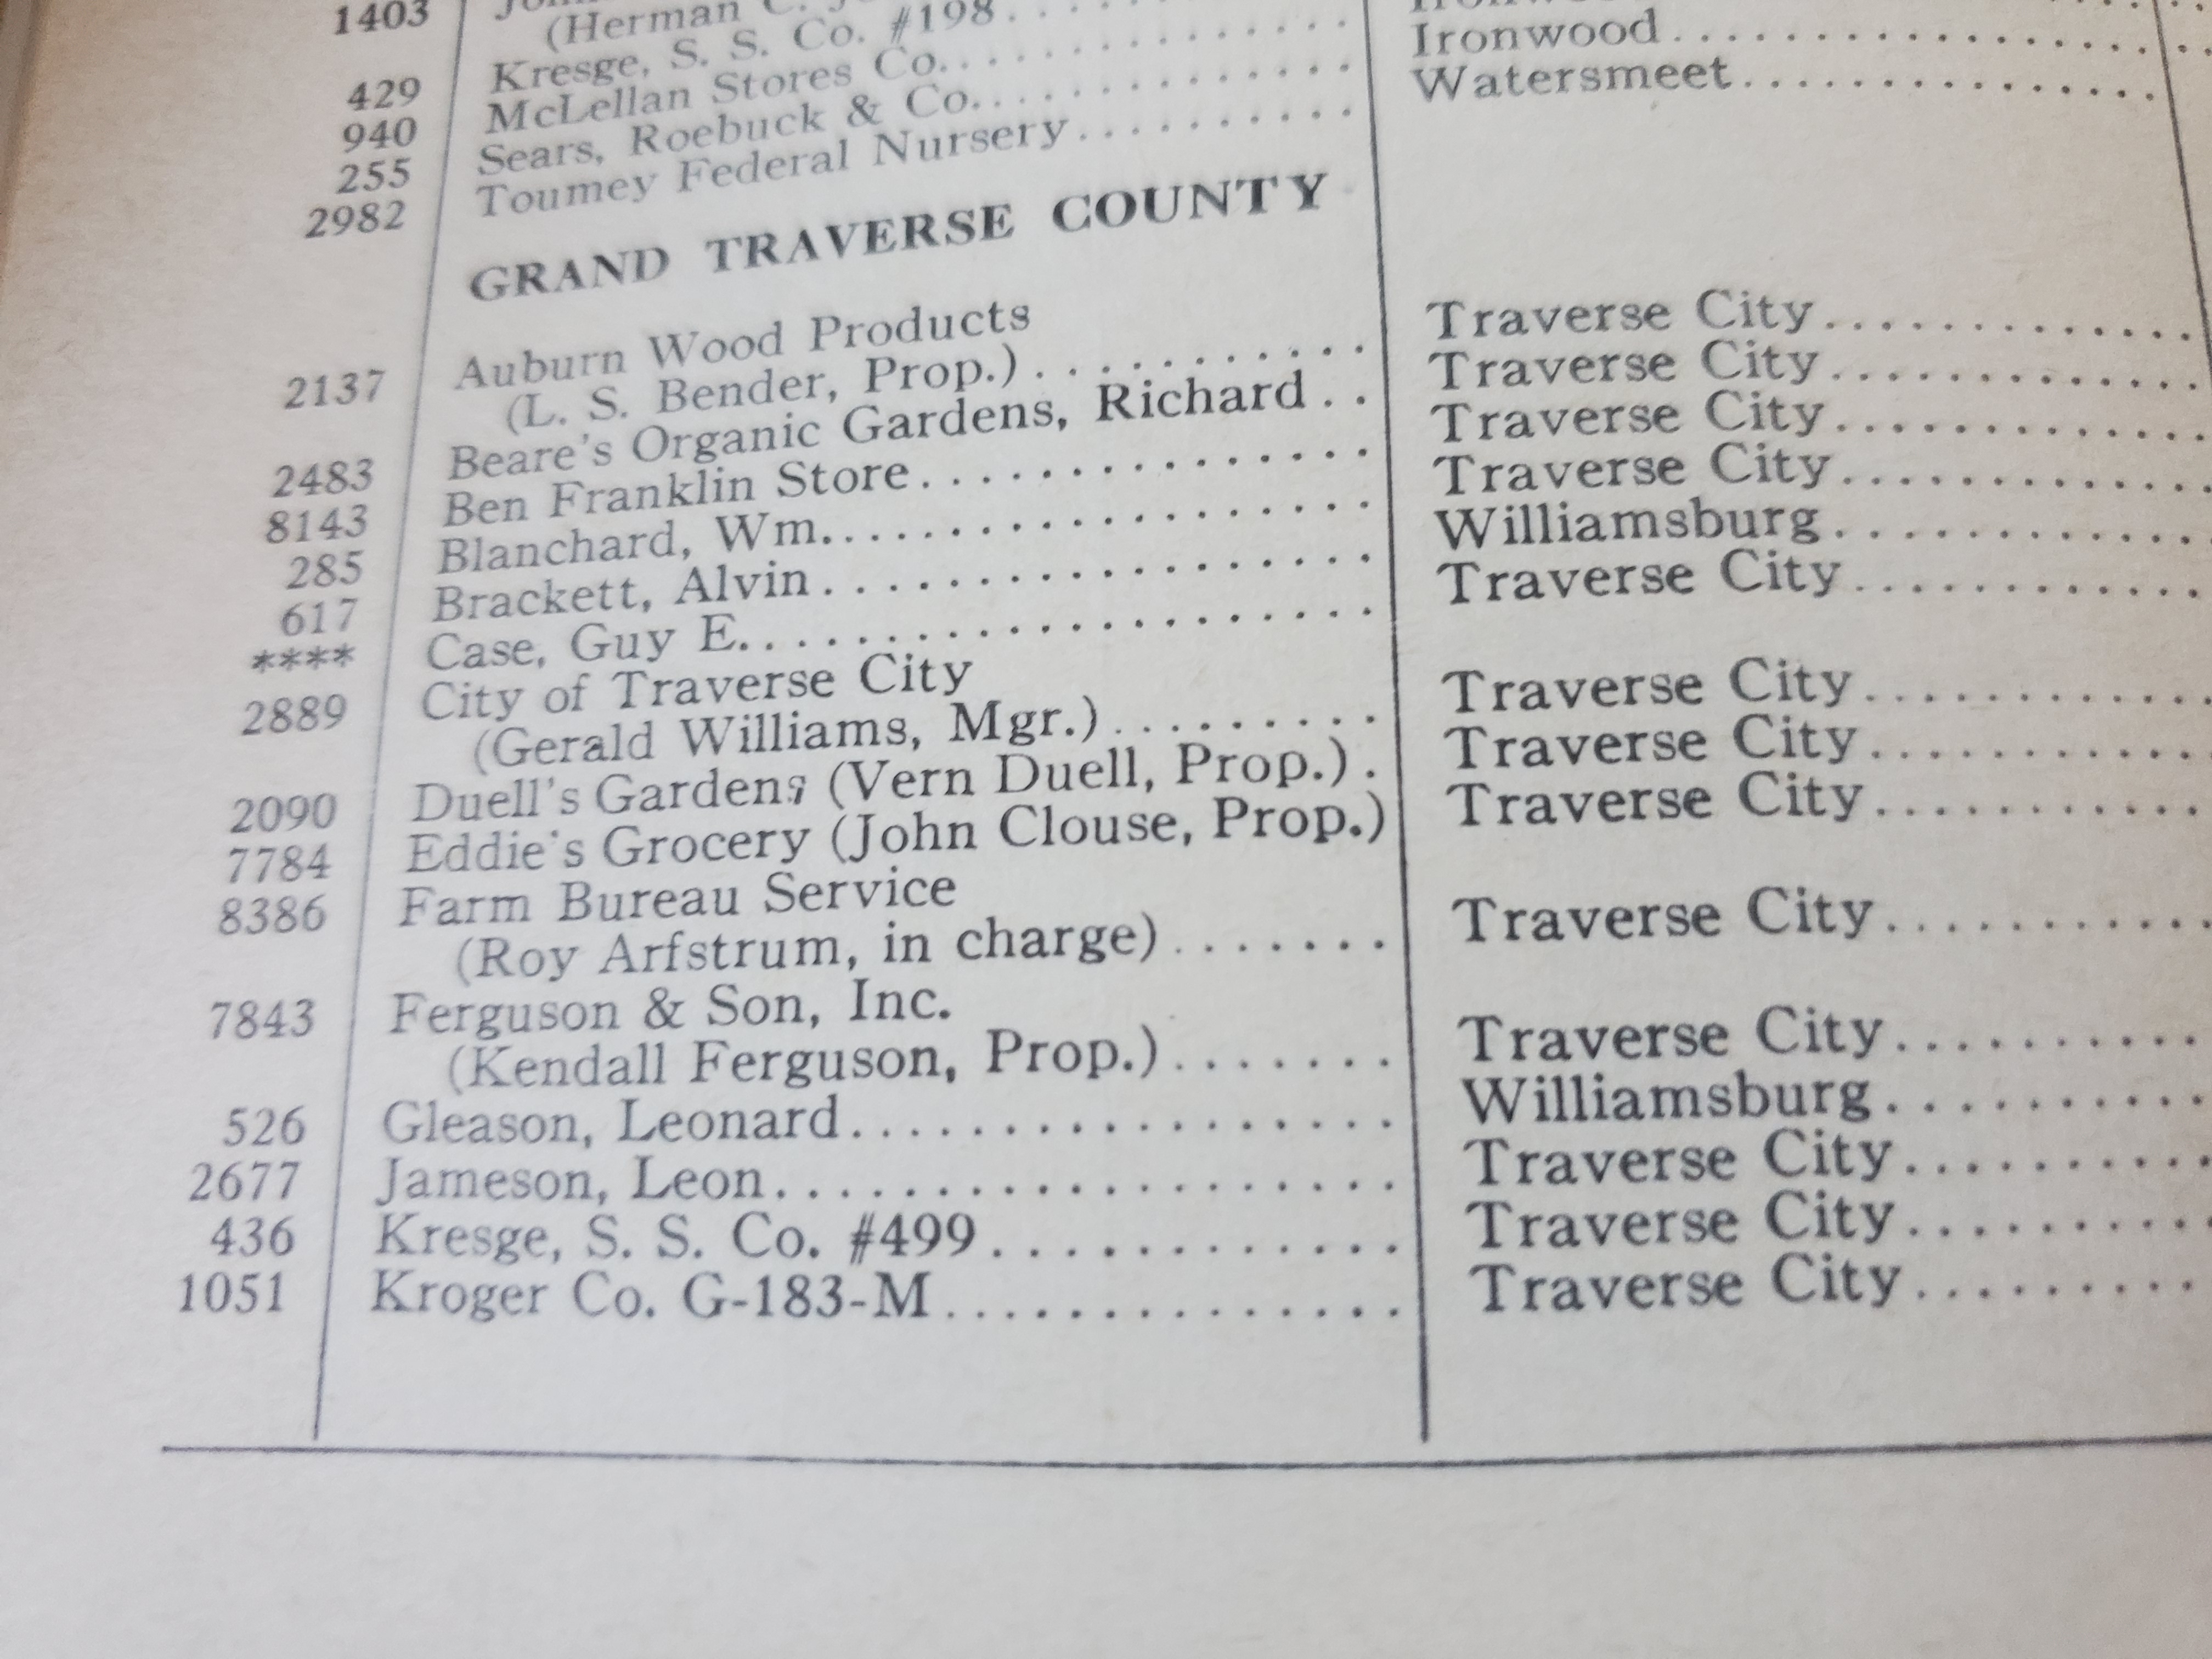 1403
(Herman C.
429 Kresge, S. S. Co. #198 . . . . Ironwood . . . . . . . . . . . . . . . . .
940 McLellan Stores Co. . . . . . . . . . . . Ironwood . . . . . . . . . . . . . . . . .
255 Sears, Roebuck & Co. . . . . . . . . . . Ironwood . . . . . . . . . . . . . . . . .
2982 Toumey Federal Nursery . . . . . . . . . . Watersmeet . . . . . . . . . . . . . . .
GRAND TRAVERSE COUNTY
2137 Auburn Wood Products
(L. S. Bender, Prop.) . . . . . . . . . . . Traverse City . . . . . . . . . . . . .
2483 Beare's Organic Gardens, Richard . . Traverse City . . . . . . . . . . . . .
8143 Ben Franklin Store . . . . . . . . . . . . . . . Traverse City . . . . . . . . . . . . .
285 Blanchard, Wm. . . . . . . . . . . . . . . . . . . Traverse City . . . . . . . . . . . . .
617 Brackett, Alvin . . . . . . . . . . . . . . . . . . Williamsburg . . . . . . . . . . . . .
**** Case, Guy E. . . . . . . . . . . . . . . . . . . . . Traverse City . . . . . . . . . . . .
2889 City of Traverse City
(Gerald Williams, Mgr.) . . . . . . . . . Traverse City . . . . . . . . . . . .
2090 Duell's Gardens (Vern Duell, Prop.) . Traverse City . . . . . . . . . . . .
7784 Eddie's Grocery (John Clouse, Prop.) Traverse City . . . . . . . . . . . .
8386 Farm Bureau Service
(Roy Arfstrum, in charge) . . . . . . . Traverse City . . . . . . . . . . .
7843 Ferguson & Son, Inc.
(Kendall Ferguson, Prop.) . . . . . . . Traverse City . . . . . . . . . .
526 Gleason, Leonard . . . . . . . . . . . . . . . . . Williamsburg . . . . . . . . . . .
2677 Jameson, Leon . . . . . . . . . . . . . . . . . . . . Traverse City . . . . . . . . . .
436 Kresge, S. S. Co. #499 . . . . . . . . . . . . . Traverse City . . . . . . . . . .
1051 Kroger Co. G-183-M . . . . . . . . . . . . . . . Traverse City . . . . . . . . .